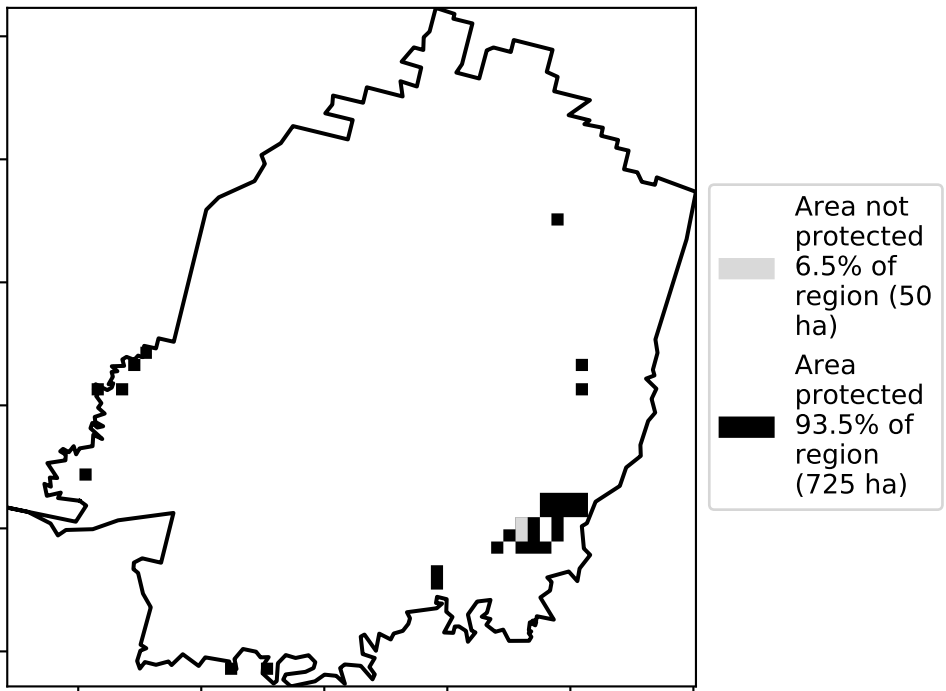 Area not
protected
6.5% of
region (50
ha)
Area
protected
93.5% of
region
(725 ha)